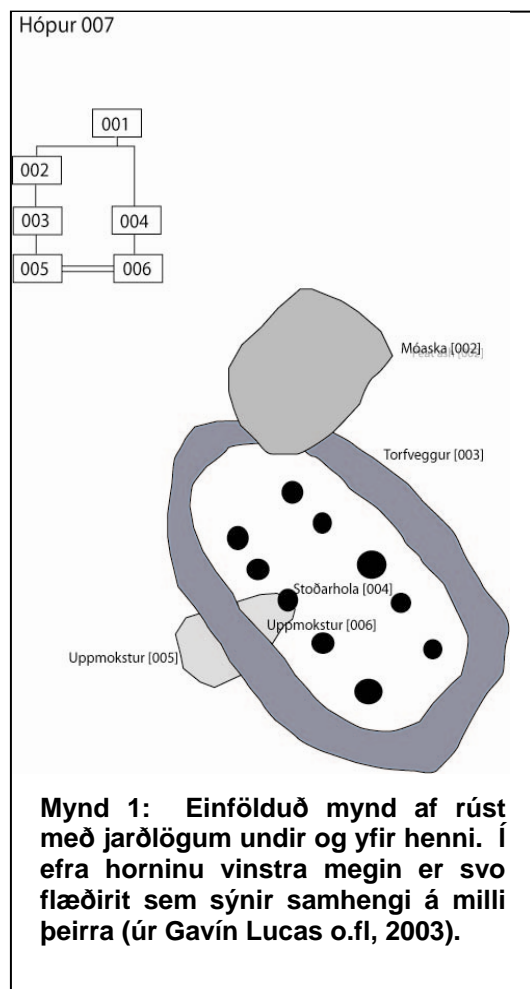 Hópur 007
001
002
003 004
005 006
Móaska [002]
Torfveggur [003]
Stoðarhola [004]
Uppmokstur [006]
Uppmokstur [005]
Mynd 1: Einfölduð mynd af rúst
með jarðlögum undir og yfir henni. Í
efra horninu vinstra megin er svo
flæðirit sem sýnir samhengi á milli
þeirra (úr Gavín Lucas o.fl, 2003).